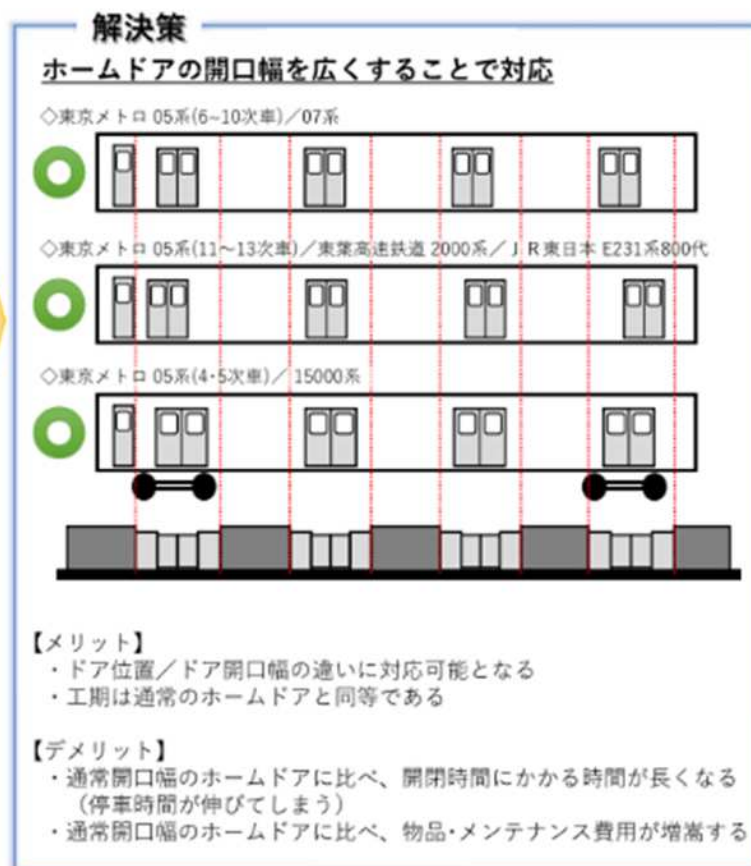 解決策
ホームドアの開口幅を広くすることで対応
◇東京メトロ 05系(6~10次車)／07系
◇東京メトロ 05系(11～13次車)／東葉高速鉄道 2000系／ＪＲ東日本 E231系800代
◇東京メトロ 05系(4･5次車)／ 15000系
【メリット】
・ドア位置／ドア開口幅の違いに対応可能となる
・工期は通常のホームドアと同等である
【デメリット】
・通常開口幅のホームドアに比べ、開閉時間にかかる時間が長くなる
（停車時間が伸びてしまう）
・通常開口幅のホームドアに比べ、物品･メンテナンス費用が増嵩する